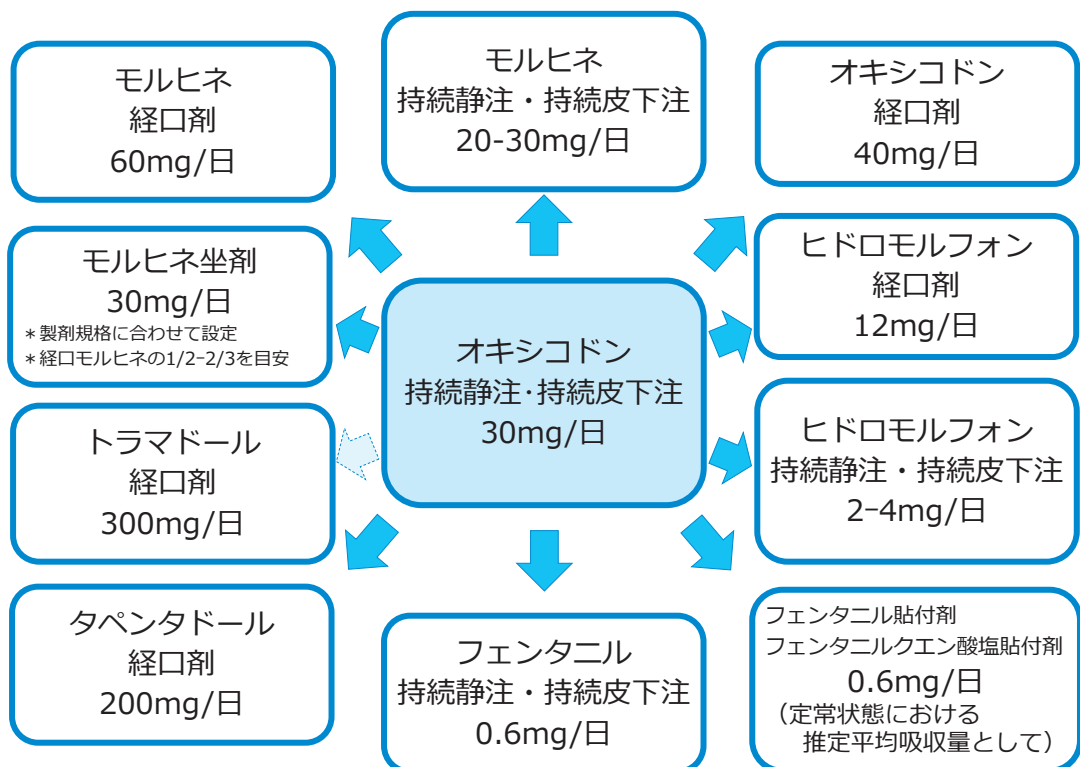 モルヒネ
経口剤
60mg/日
モルヒネ
持続静注・持続皮下注
20-30mg/日
オキシコドン
経口剤
40mg/日
モルヒネ坐剤
30mg/日
＊製剤規格に合わせて設定
＊経口モルヒネの1/2-2/3を目安
オキシコドン
持続静注･持続皮下注
30mg/日
ヒドロモルフォン
経口剤
12mg/日
トラマドール
経口剤
300mg/日
ヒドロモルフォン
持続静注・持続皮下注
2-4mg/日
タペンタドール
経口剤
200mg/日
フェンタニル
持続静注・持続皮下注
0.6mg/日
フェンタニル貼付剤
フェンタニルクエン酸塩貼付剤
0.6mg/日
（定常状態における
推定平均吸収量として）